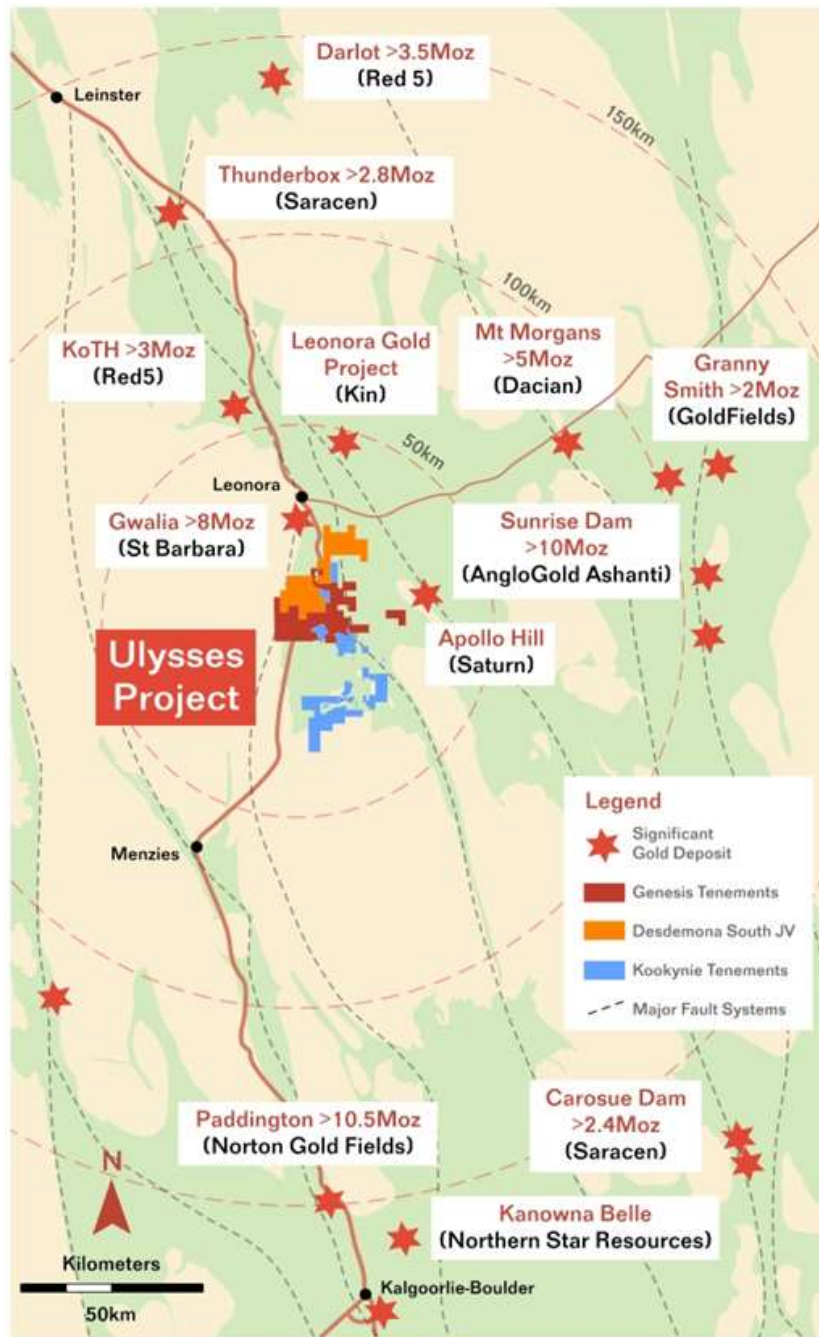 Darlot >3.5Moz
(Red 5)
Leinster
150km
Thunderbox >2.8Moz
(Saracen)
100km
KoTH >3Moz
(Red5)
Leonora Gold
Project
(Kin)
Mt Morgans
>5Moz
(Dacian)
Granny
Smith >2Moz
(GoldFields)
50km
Leonora
Gwalia >8Moz
(St Barbara)
Sunrise Dam
>10Moz
(AngloGold Ashanti)
Apollo Hill
(Saturn)
Ulysses
Project
Legend
Significant
Gold Deposit
Genesis Tenements
Desdemona South JV
Kookynie Tenements
Major Fault Systems
Menzies
Paddington >10.5Moz
(Norton Gold Fields)
Carosue Dam
>2.4Moz
(Saracen)
N
Kanowna Belle
(Northern Star Resources)
Kilometers
50km
Kalgoorlie-Boulder